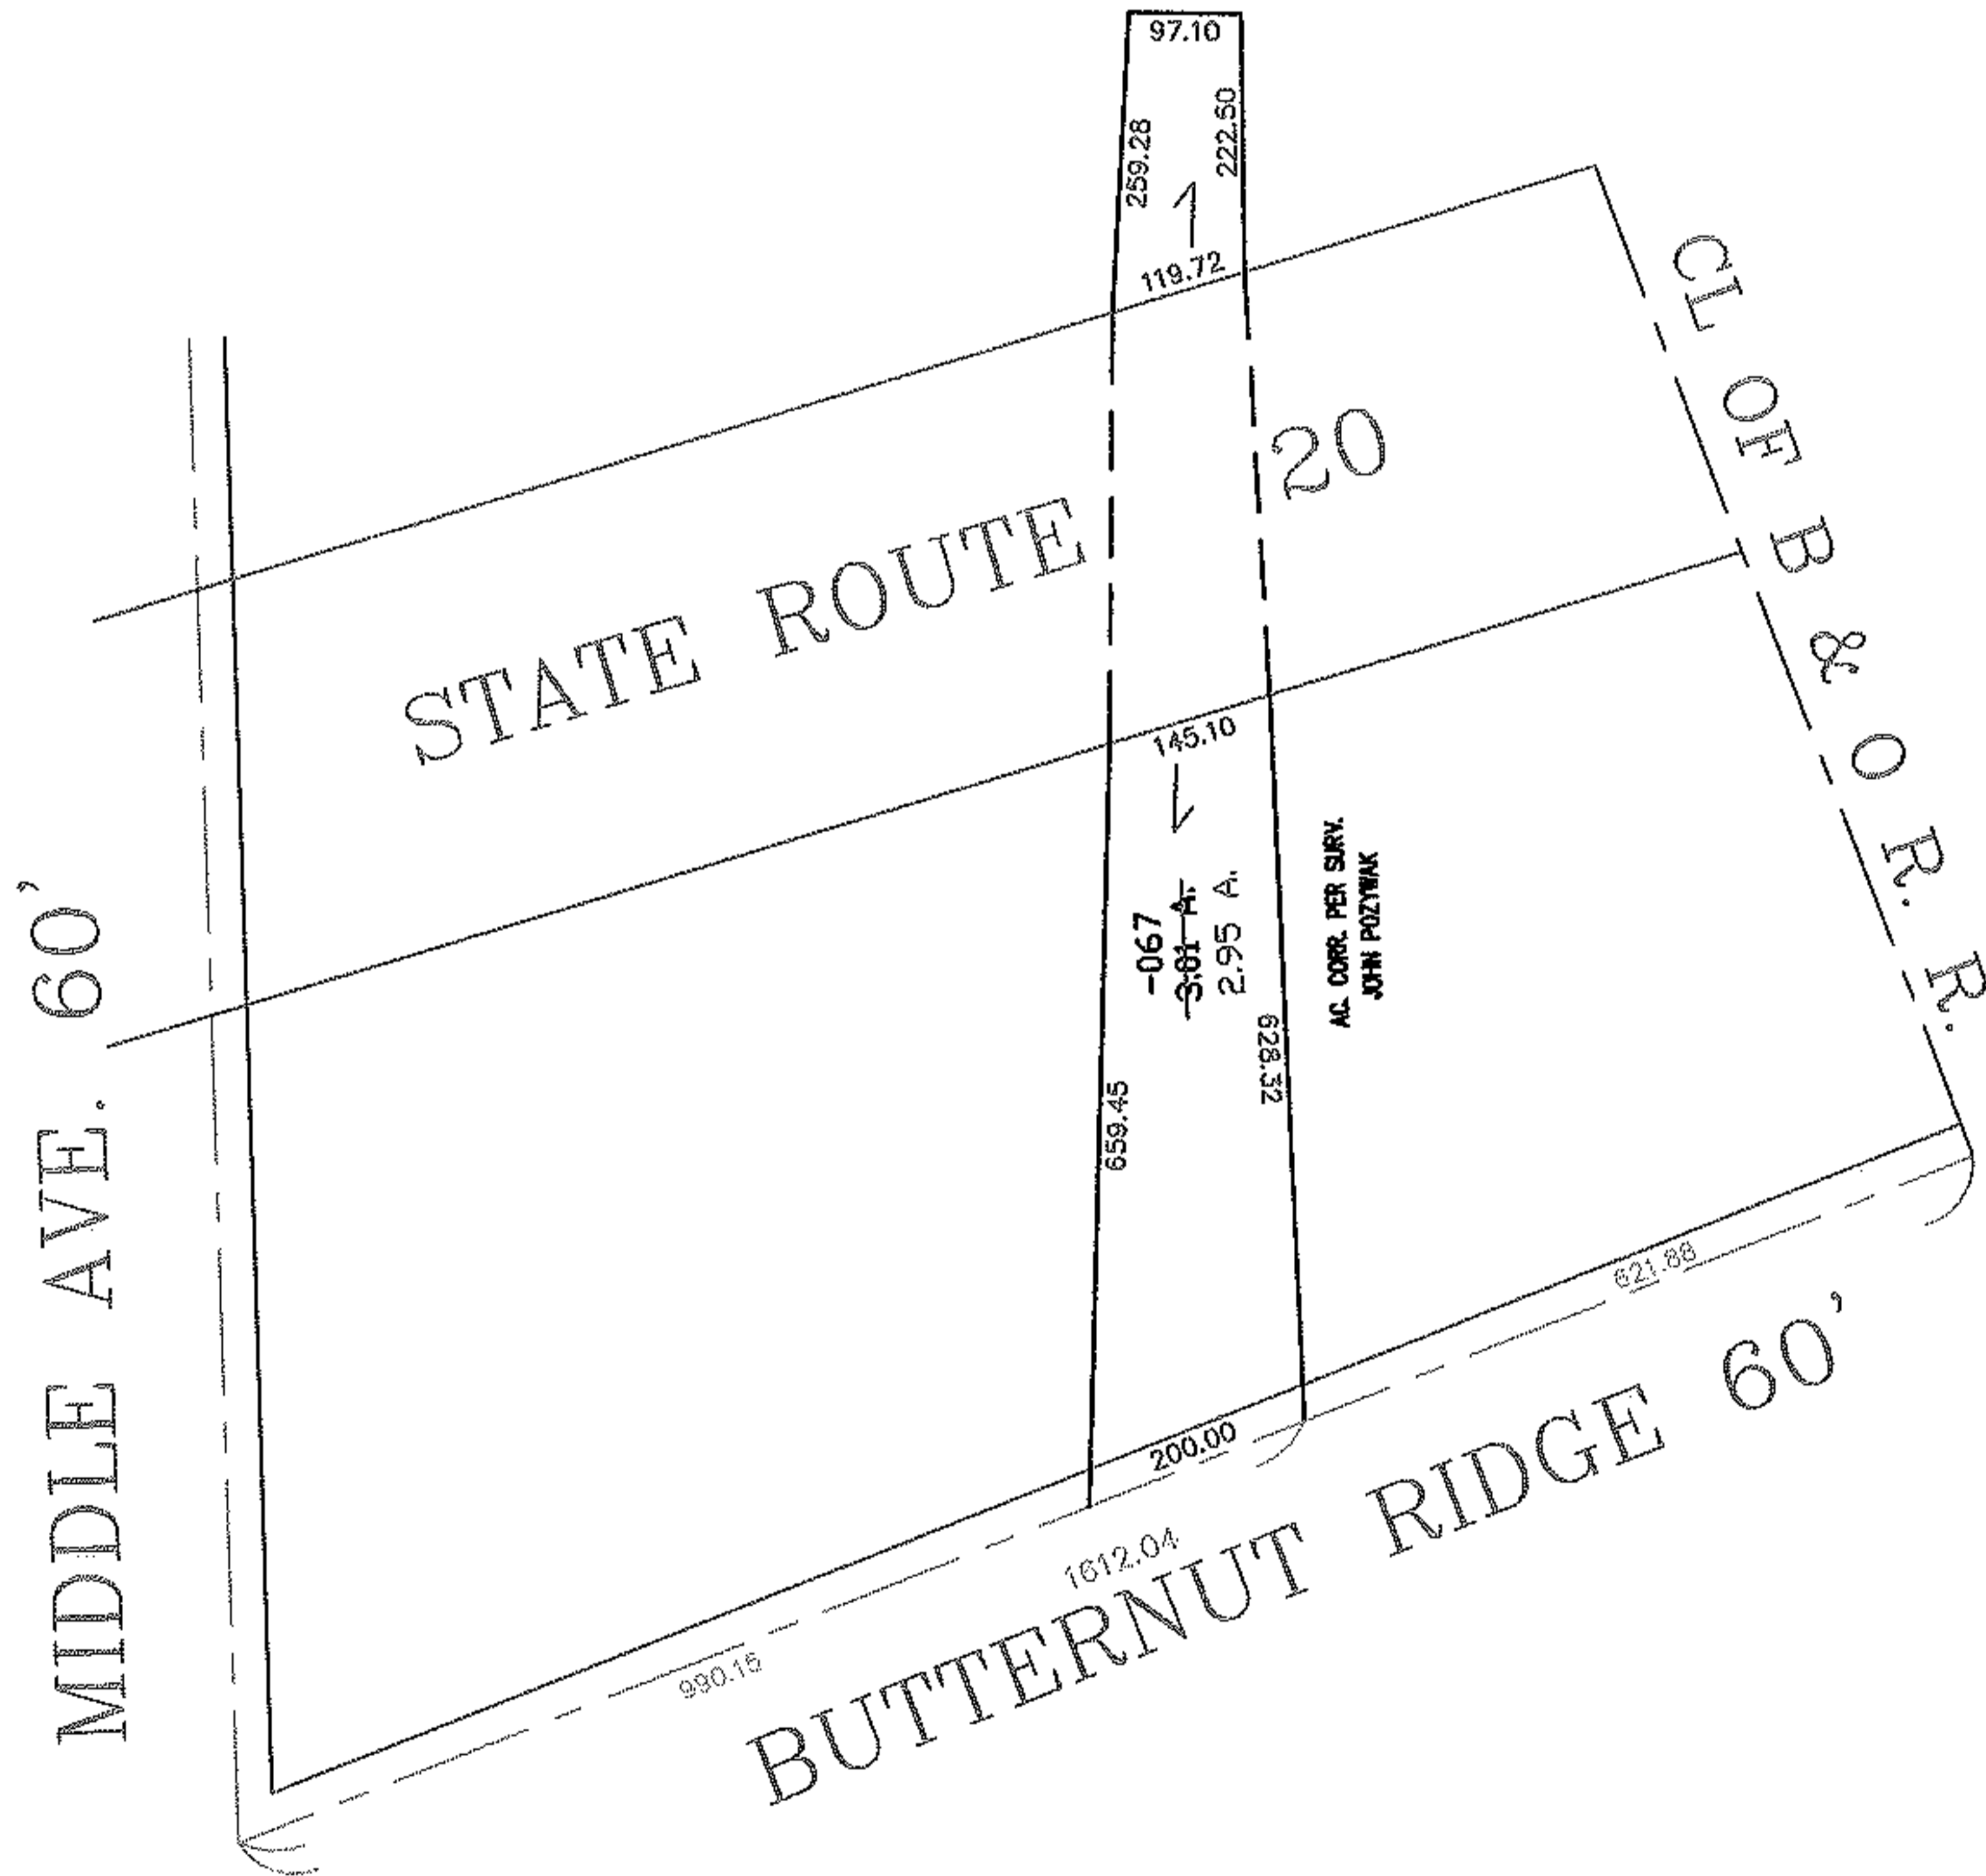 97.10
259.28
222.60
119.72
CL OF B & O R. R.
STATE ROUTE 20
145.10
-067
3.01 A.
2.95 A.
AC. CORR. PER SURV.
JOHN POZYWAK
659.45
628.32
MIDDLE AVE. 60'
200.00
621.88
1612.04
990.16
BUTTERNUT RIDGE 60'